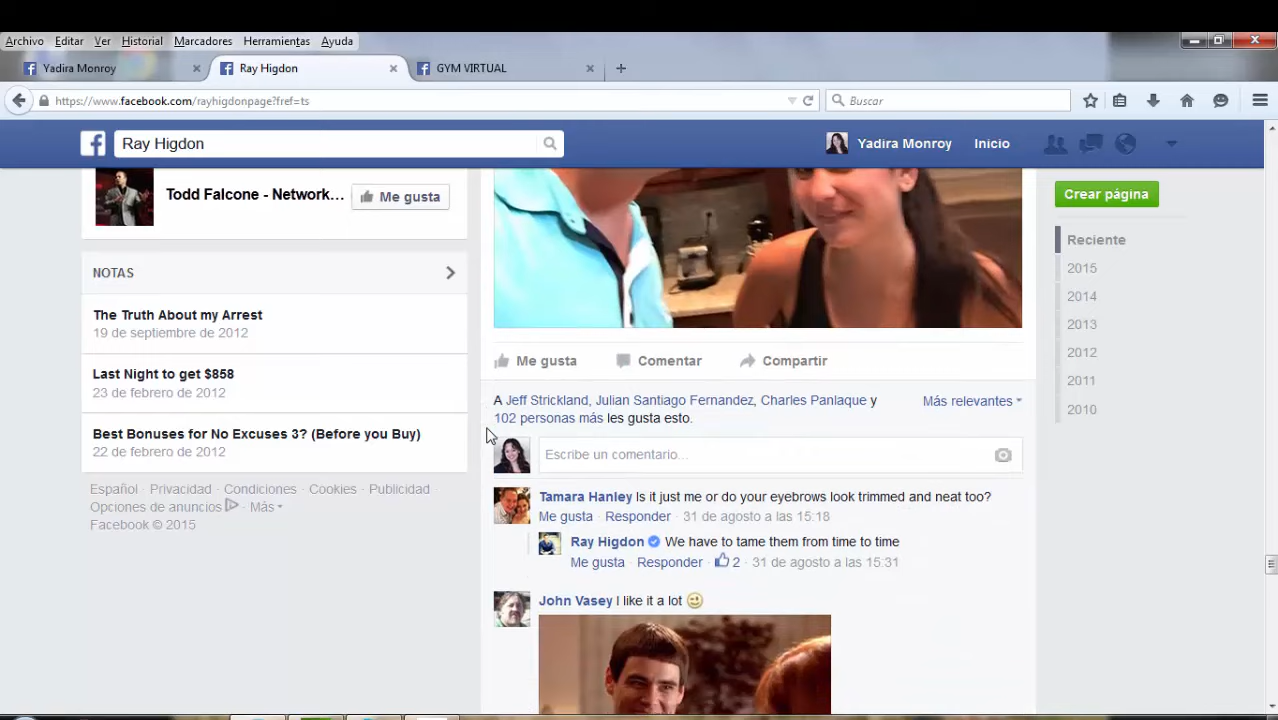 Archivo Editar Ver Historial Marcadores Herramientas Ayuda
Yadira Monroy
Ray Higdon
GYM VIRTUAL
https://www.facebook.com/rayhigdonpage?fref=ts
Buscar
Ray Higdon
Yadira Monroy Inicio
Todd Falcone - Network...
Me gusta
NOTAS
The Truth About my Arrest
19 de septiembre de 2012
Last Night to get $858
23 de febrero de 2012
Best Bonuses for No Excuses 3? (Before you Buy)
22 de febrero de 2012
Español · Privacidad · Condiciones · Cookies · Publicidad ·
Opciones de anuncios · Más
Facebook © 2015
Me gusta Comentar Compartir
A Jeff Strickland, Julian Santiago Fernandez, Charles Panlaque y
102 personas más les gusta esto.
Más relevantes
Escribe un comentario...
Tamara Hanley Is it just me or do your eyebrows look trimmed and neat too?
Me gusta · Responder · 31 de agosto a las 15:18
Ray Higdon We have to tame them from time to time
Me gusta · Responder · 2 · 31 de agosto a las 15:31
John Vasey I like it a lot
Crear página
Reciente
2015
2014
2013
2012
2011
2010